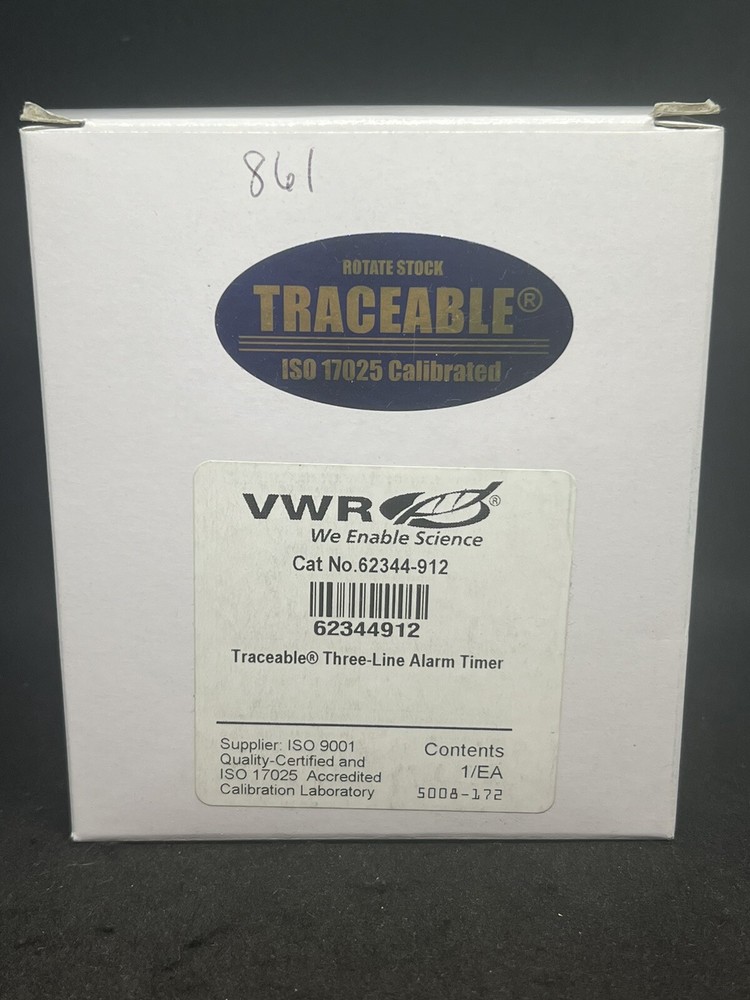 861
ROTATE STOCK
TRACEABLE®
ISO 17025 Calibrated
VWR ®
We Enable Science
Cat No.62344-912
62344912
Traceable® Three-Line Alarm Timer
Supplier: ISO 9001
Quality-Certified and
ISO 17025 Accredited
Calibration Laboratory
Contents
1/EA
5008-172